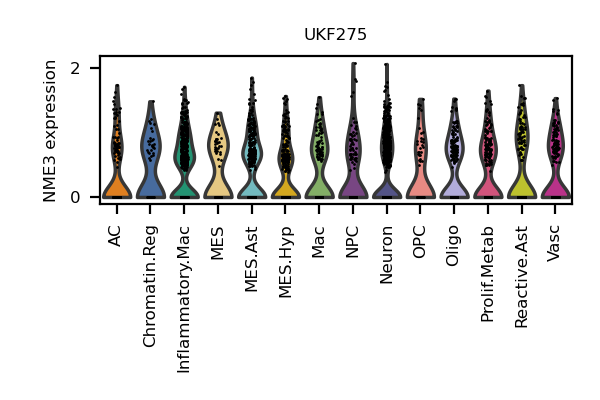 UKF275
NME3 expression
2
0
AC
Chromatin.Reg
Inflammatory.Mac
MES
MES.Ast
MES.Hyp
Mac
NPC
Neuron
OPC
Oligo
Prolif.Metab
Reactive.Ast
Vasc